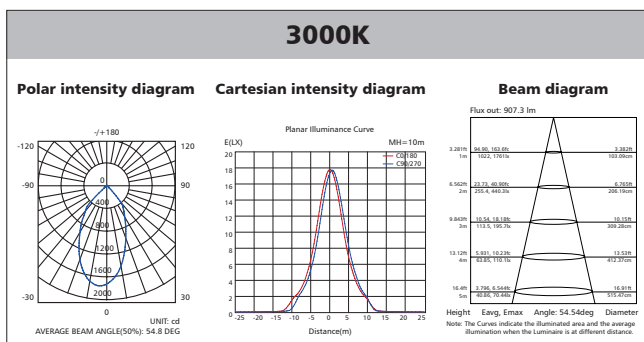 3000K
Polar intensity diagram
-/+180
-120
120
0
-90
90
400
800
1200
1600
-30
30
2000
0
UNIT: cd
AVERAGE BEAM ANGLE(50%): 54.8 DEG
Cartesian intensity diagram
Planar Illuminance Curve
E(LX)
MH=10m
C0/180
C90/270
20
18
16
14
12
10
8
6
4
2
0
-25 -20 -15 -10 -5 0 5 10 15 20 25
Distance(m)
Beam diagram
Flux out: 907.3 lm
3.281ft 94.90, 163.6fc 3.382ft
1m 1022, 1761lx 103.09cm
6.562ft 23.73, 40.90fc 6.765ft
2m 255.4, 440.3lx 206.19cm
9.843ft 10.54, 18.18fc 10.15ft
3m 113.5, 195.7lx 309.28cm
13.12ft 5.931, 10.23fc 13.53ft
4m 63.85, 110.1lx 412.37cm
16.4ft 3.796, 6.544fc 16.91ft
5m 40.86, 70.44lx 515.47cm
Height Eavg, Emax Angle: 54.54deg Diameter
Note: The Curves indicate the illuminated area and the average
illumination when the Luminaire is at different distance.